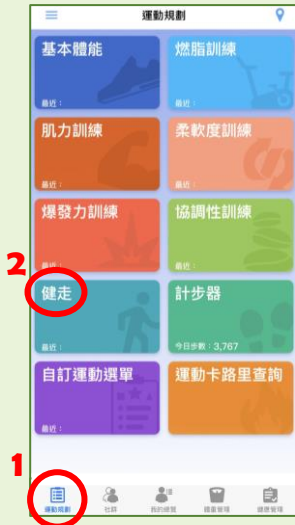 運動規劃
基本體能
燃脂訓練
最近：
肌力訓練
柔軟度訓練
最近：
最近：
爆發力訓練
協調性訓練
最近：
最近：
2
健走
計步器
最近：
今日步數：3,767
自訂運動選單
運動卡路里查詢
最近：
1
運動規劃
社群
我的總覽
體重管理
健康管理